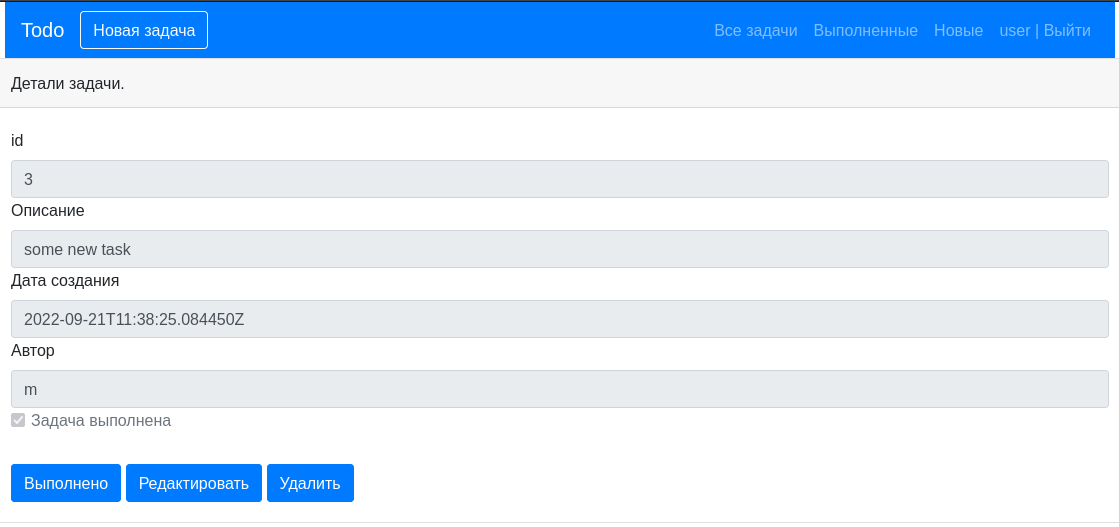 Todo Новая задача Все задачи Выполненные Новые user | Выйти
Детали задачи.
id
3
Описание
some new task
Дата создания
2022-09-21T11:38:25.084450Z
Автор
m
Задача выполнена
Выполнено Редактировать Удалить